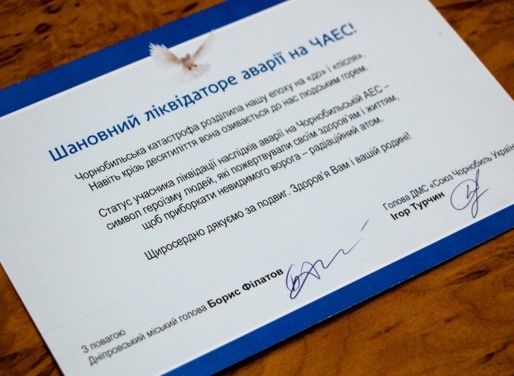 Шановний ліквідаторе аварії на ЧАЕС!
Чорнобильська катастрофа розділила нашу епоху на «до» і «після».
Навіть крізь десятиліття вона озивається до нас людським горем.
Статус учасника ліквідації наслідків аварії на Чорнобильській АЕС –
символ героїзму людей, які пожертвували своїм здоров'ям і життям,
щоб приборкати невидимого ворога – радіаційний атом.
Щиросердно дякуємо за подвиг. Здоров'я Вам і вашій родині!
З повагою
Дніпровський міський голова Борис Філатов
Голова ДМС «Союз Чорнобиль Україн
Ігор Турчин